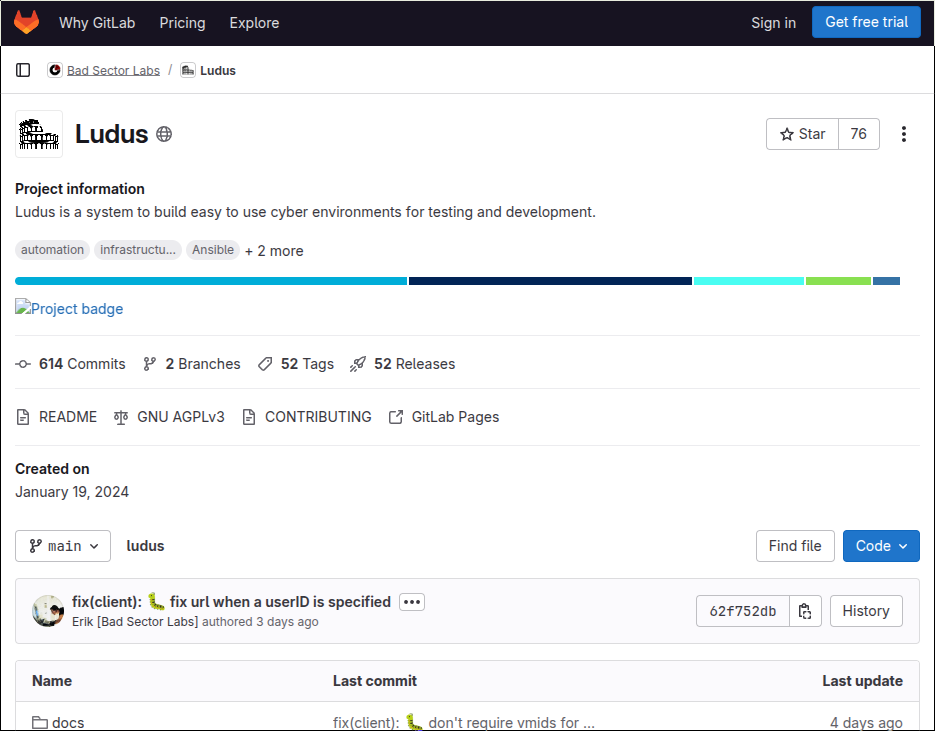 Why GitLab Pricing Explore Sign in Get free trial
Bad Sector Labs / Ludus
Ludus Star 76
Project information
Ludus is a system to build easy to use cyber environments for testing and development.
automation infrastructu... Ansible + 2 more
Project badge
614 Commits 2 Branches 52 Tags 52 Releases
README GNU AGPLv3 CONTRIBUTING GitLab Pages
Created on
January 19, 2024
main ludus Find file Code
fix(client): 🐛 fix url when a userID is specified •••
Erik [Bad Sector Labs] authored 3 days ago
62f752db History
Name Last commit Last update
docs fix(client): 🐛 don't require vmids for ... 4 days ago